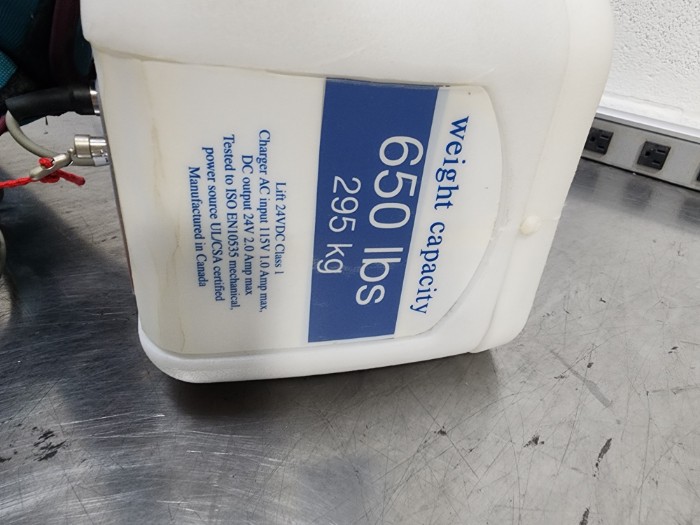 weight capacity
650 lbs
295 kg
Lift 24VDC Class 1
Charger AC input 115V 1.0 Amp max,
DC output 24V 2.0 Amp max
Tested to ISO EN10535 mechanical,
power source UL/CSA certified
Manufactured in Canada